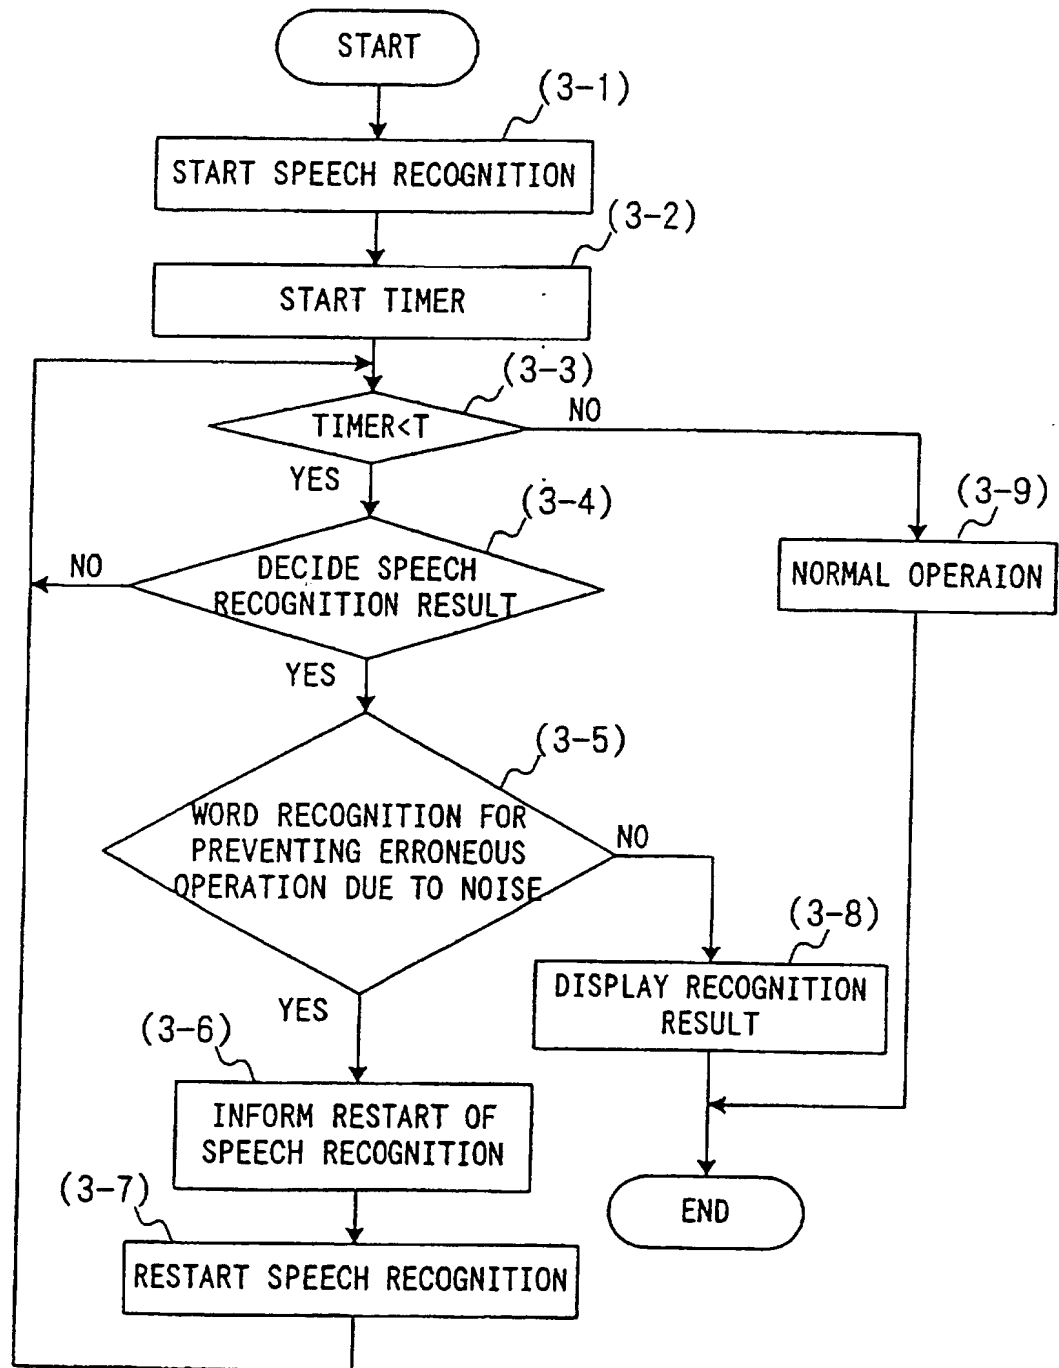 START
(3-1)
START SPEECH RECOGNITION
(3-2)
START TIMER
(3-3)
TIMER<T
NO
YES
(3-4)
(3-9)
DECIDE SPEECH
RECOGNITION RESULT
NO
NORMAL OPERAION
YES
(3-5)
WORD RECOGNITION FOR
PREVENTING ERRONEOUS
OPERATION DUE TO NOISE
NO
(3-8)
DISPLAY RECOGNITION
RESULT
YES
(3-6)
INFORM RESTART OF
SPEECH RECOGNITION
(3-7)
END
RESTART SPEECH RECOGNITION